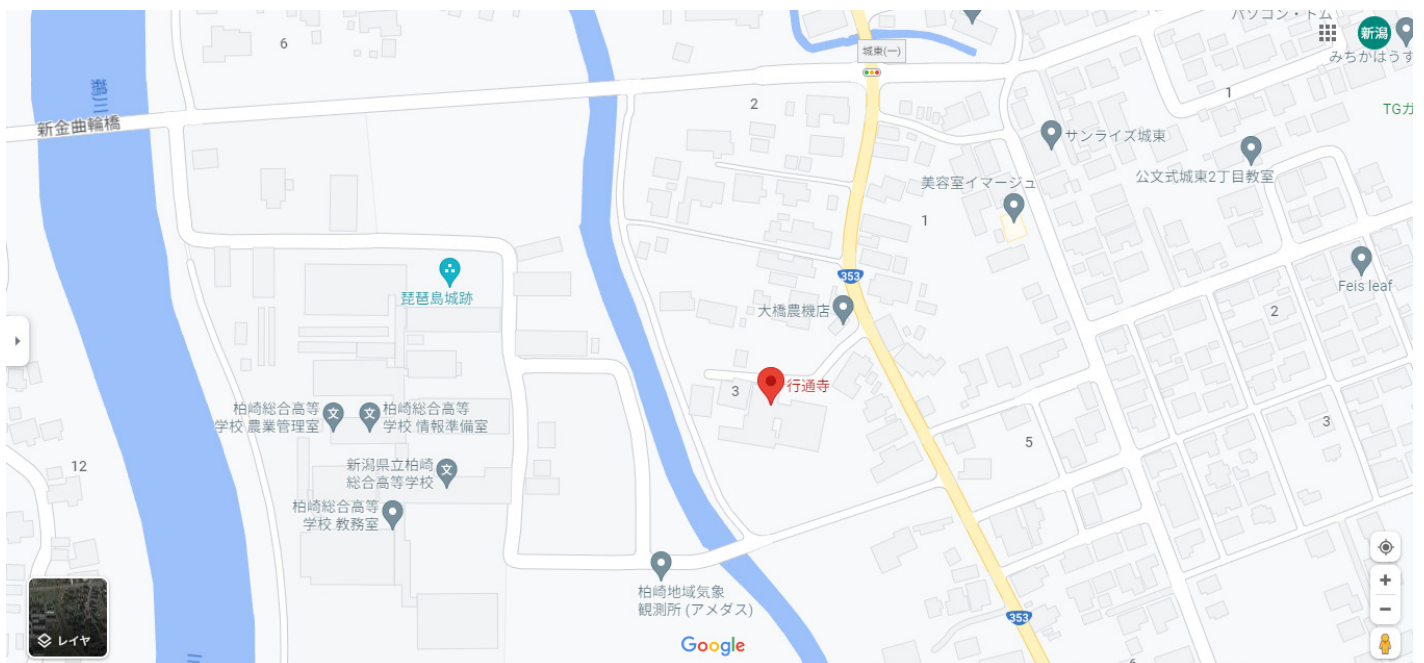 パソコン・トム
6
城東(一)
新潟
みちかはうす
鵜川
新金曲輪橋
2
1
TGガ
サンライズ城東
公文式城東2丁目教室
美容室イマージュ
1
琵琶島城跡
353
Feis leaf
大橋農機店
2
3
行通寺
柏崎総合高等
学校 農業管理室
柏崎総合高等
学校 情報準備室
3
5
12
新潟県立柏崎
総合高等学校
柏崎総合高等
学校 教務室
柏崎地域気象
観測所 (アメダス)
353
レイヤ
Google